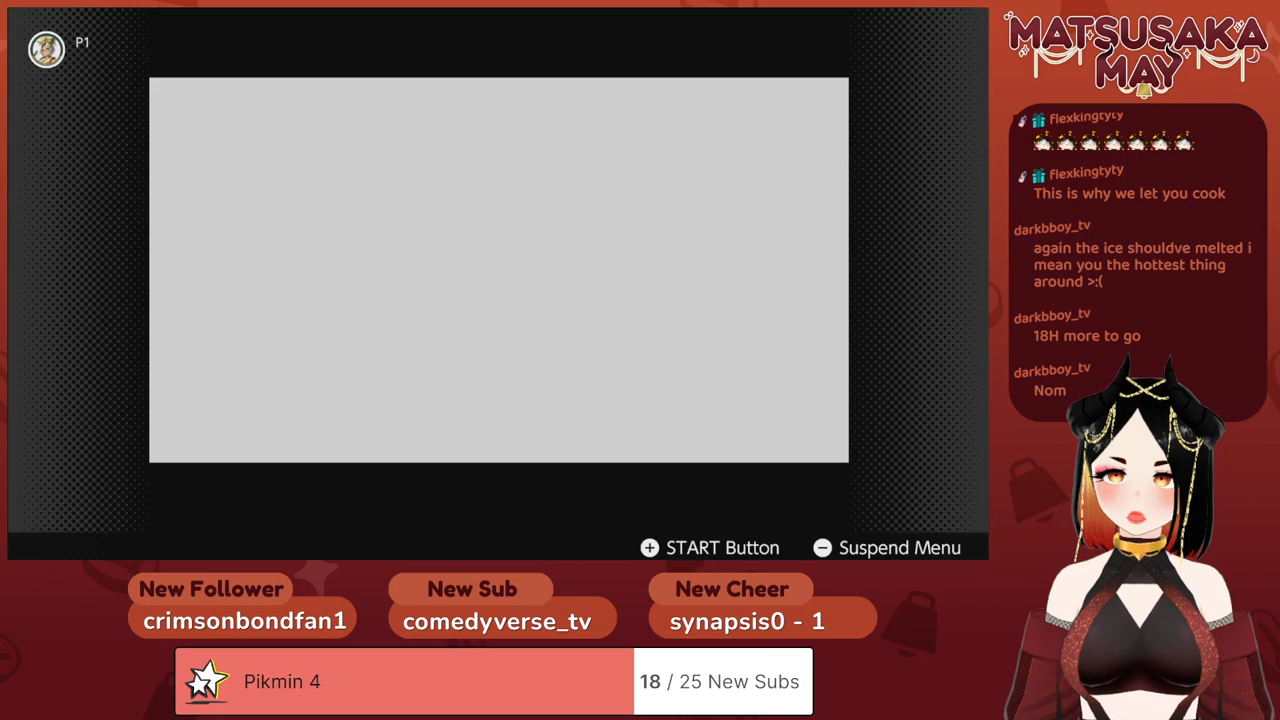 P1
START Button
Suspend Menu
MATSUSAKA
MAY
flexkingtyty
flexkingtyty
This is why we let you cook
darkbboy_tv
again the ice shouldve melted i
mean you the hottest thing
around >:(
darkbboy_tv
18H more to go
darkbboy_tv
Nom
New Follower
crimsonbondfan1
New Sub
comedyverse_tv
New Cheer
synapsis0 - 1
Pikmin 4
18 / 25 New Subs